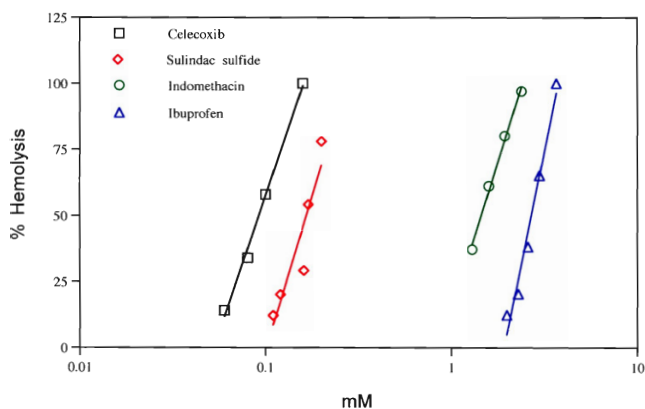 125
100
75
50
25
0
% Hemolysis
Celecoxib
Sulindac sulfide
Indomethacin
Ibuprofen
0.01
0.1
1
10
mM